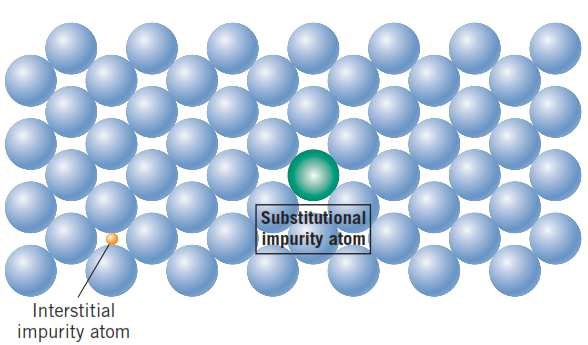 Substitutional
impurity atom
Interstitial
impurity atom